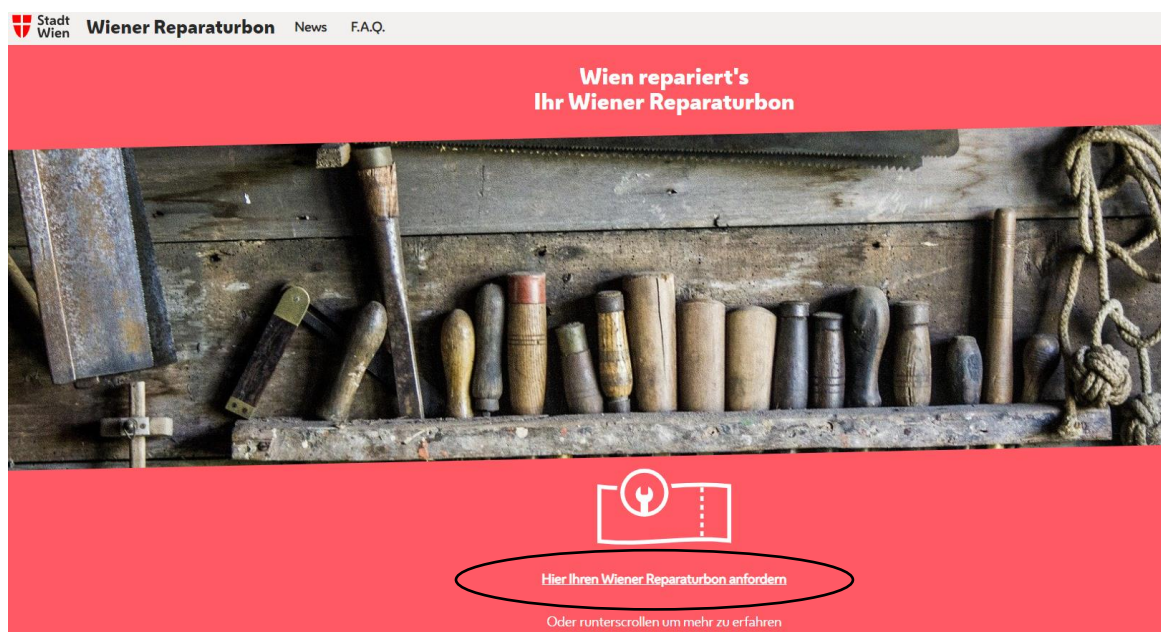 Stadt
Wien
Wiener Reparaturbon
News
F.A.Q.
Wien repariert's
Ihr Wiener Reparaturbon
Hier Ihren Wiener Reparaturbon anfordern
Oder runterscrollen um mehr zu erfahren